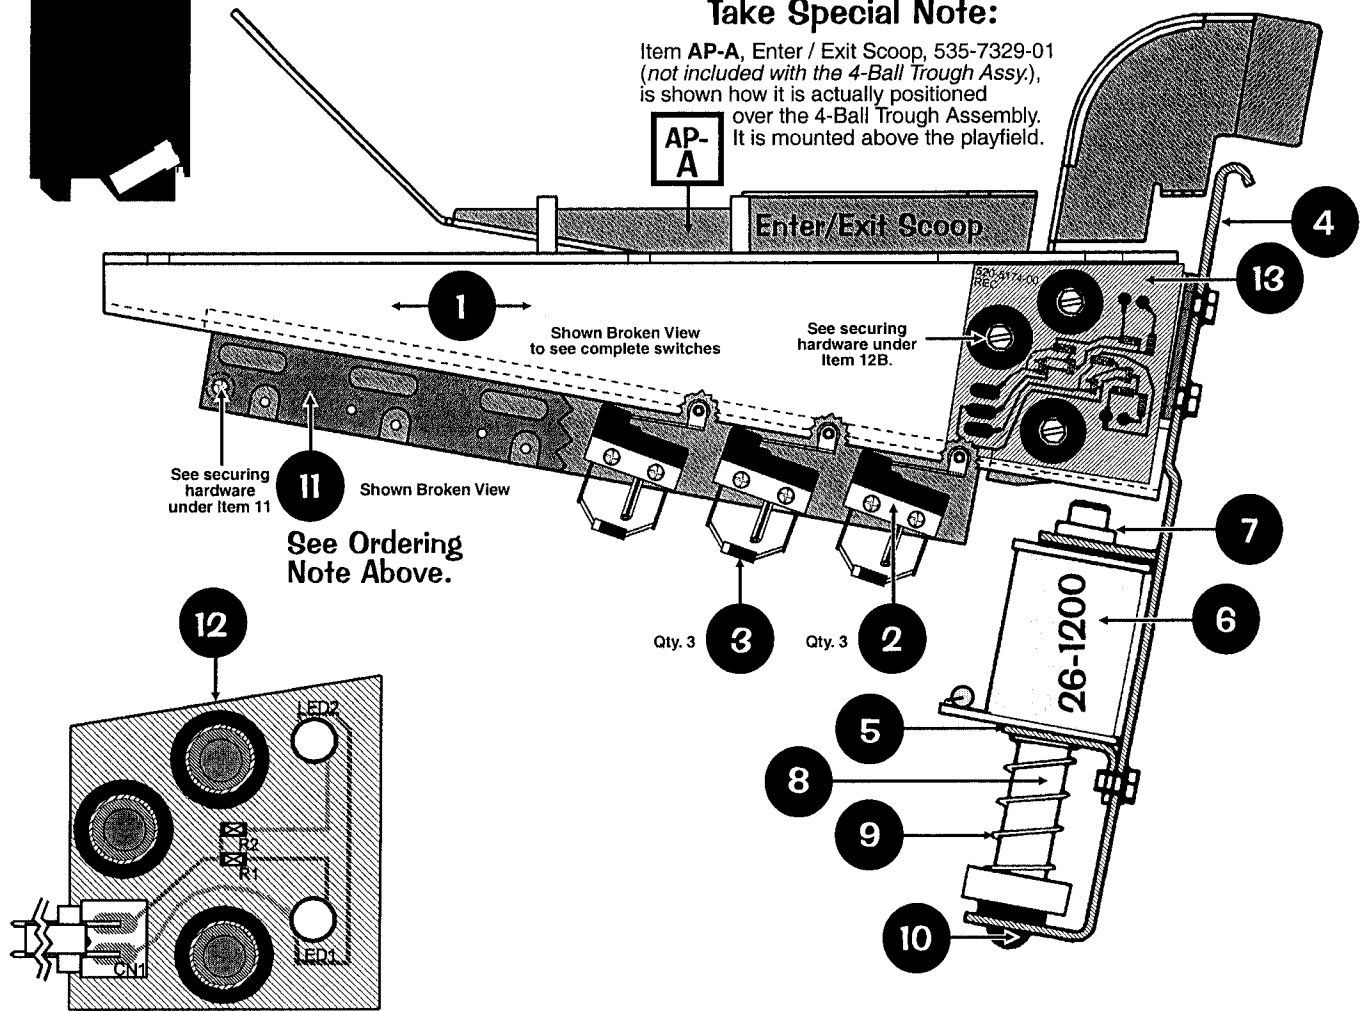 Take Special Note:
Item AP-A, Enter / Exit Scoop, 535-7329-01
(not included with the 4-Ball Trough Assy.),
is shown how it is actually positioned
over the 4-Ball Trough Assembly.
It is mounted above the playfield.
AP-
A
Enter/Exit Scoop
4
520-5174-00
REC
13
1
Shown Broken View
to see complete switches
See securing
hardware under
Item 12B.
See securing
hardware
under Item 11
11
Shown Broken View
See Ordering
Note Above.
7
26-1200
6
12
Qty. 3
3
Qty. 3
2
5
8
9
10
LED2
R2
R1
CN1
LED1